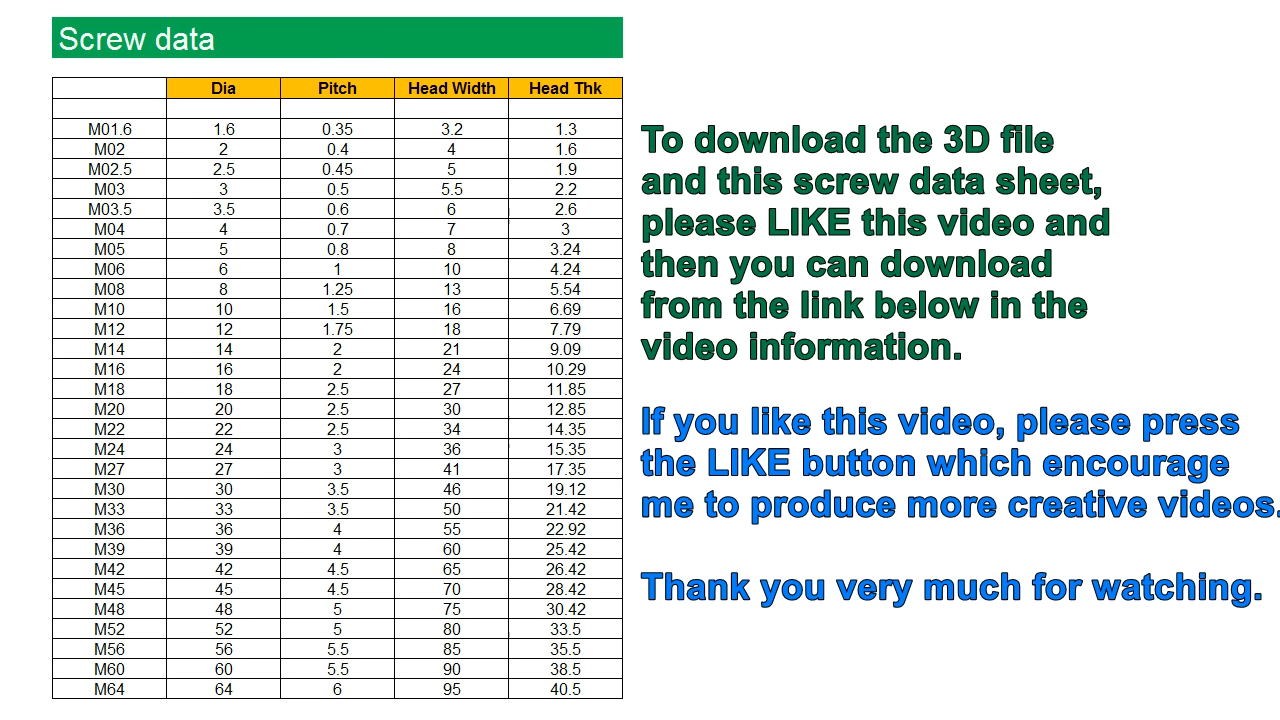 Screw data
Dia Pitch Head Width Head Thk
M01.6 1.6 0.35 3.2 1.3
M02 2 0.4 4 1.6
M02.5 2.5 0.45 5 1.9
M03 3 0.5 5.5 2.2
M03.5 3.5 0.6 6 2.6
M04 4 0.7 7 3
M05 5 0.8 8 3.24
M06 6 1 10 4.24
M08 8 1.25 13 5.54
M10 10 1.5 16 6.69
M12 12 1.75 18 7.79
M14 14 2 21 9.09
M16 16 2 24 10.29
M18 18 2.5 27 11.85
M20 20 2.5 30 12.85
M22 22 2.5 34 14.35
M24 24 3 36 15.35
M27 27 3 41 17.35
M30 30 3.5 46 19.12
M33 33 3.5 50 21.42
M36 36 4 55 22.92
M39 39 4 60 25.42
M42 42 4.5 65 26.42
M45 45 4.5 70 28.42
M48 48 5 75 30.42
M52 52 5 80 33.5
M56 56 5.5 85 35.5
M60 60 5.5 90 38.5
M64 64 6 95 40.5
To download the 3D file
and this screw data sheet,
please LIKE this video and
then you can download
from the link below in the
video information.
If you like this video, please press
the LIKE button which encourage
me to produce more creative videos.
Thank you very much for watching.